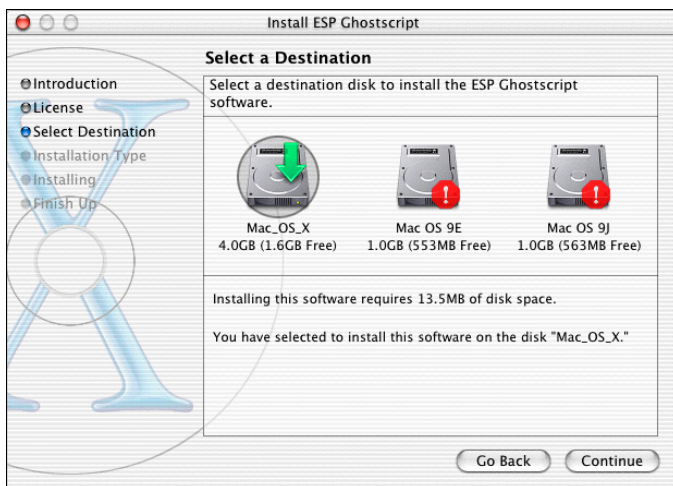 Install ESP Ghostscript
Select a Destination
Introduction
License
Select Destination
Installation Type
Installing
Finish Up
Select a destination disk to install the ESP Ghostscript
software.
Mac_OS_X
4.0GB (1.6GB Free)
Mac OS 9E
1.0GB (553MB Free)
Mac OS 9J
1.0GB (563MB Free)
Installing this software requires 13.5MB of disk space.
You have selected to install this software on the disk "Mac_OS_X."
Go Back
Continue